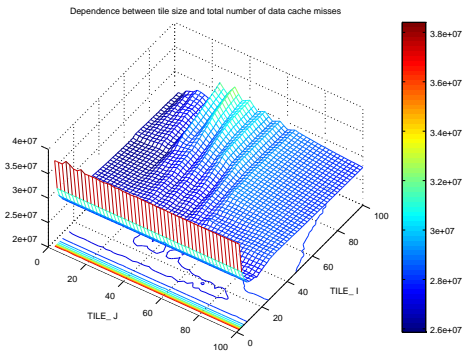 Dependence between tile size and total number of data cache misses
3.8e+07
3.6e+07
3.4e+07
3.2e+07
3e+07
2.8e+07
2.6e+07
4e+07
3.5e+07
3e+07
2.5e+07
2e+07
0
20
40
60
80
100
TILE_ J
0
20
40
60
80
100
TILE_ I